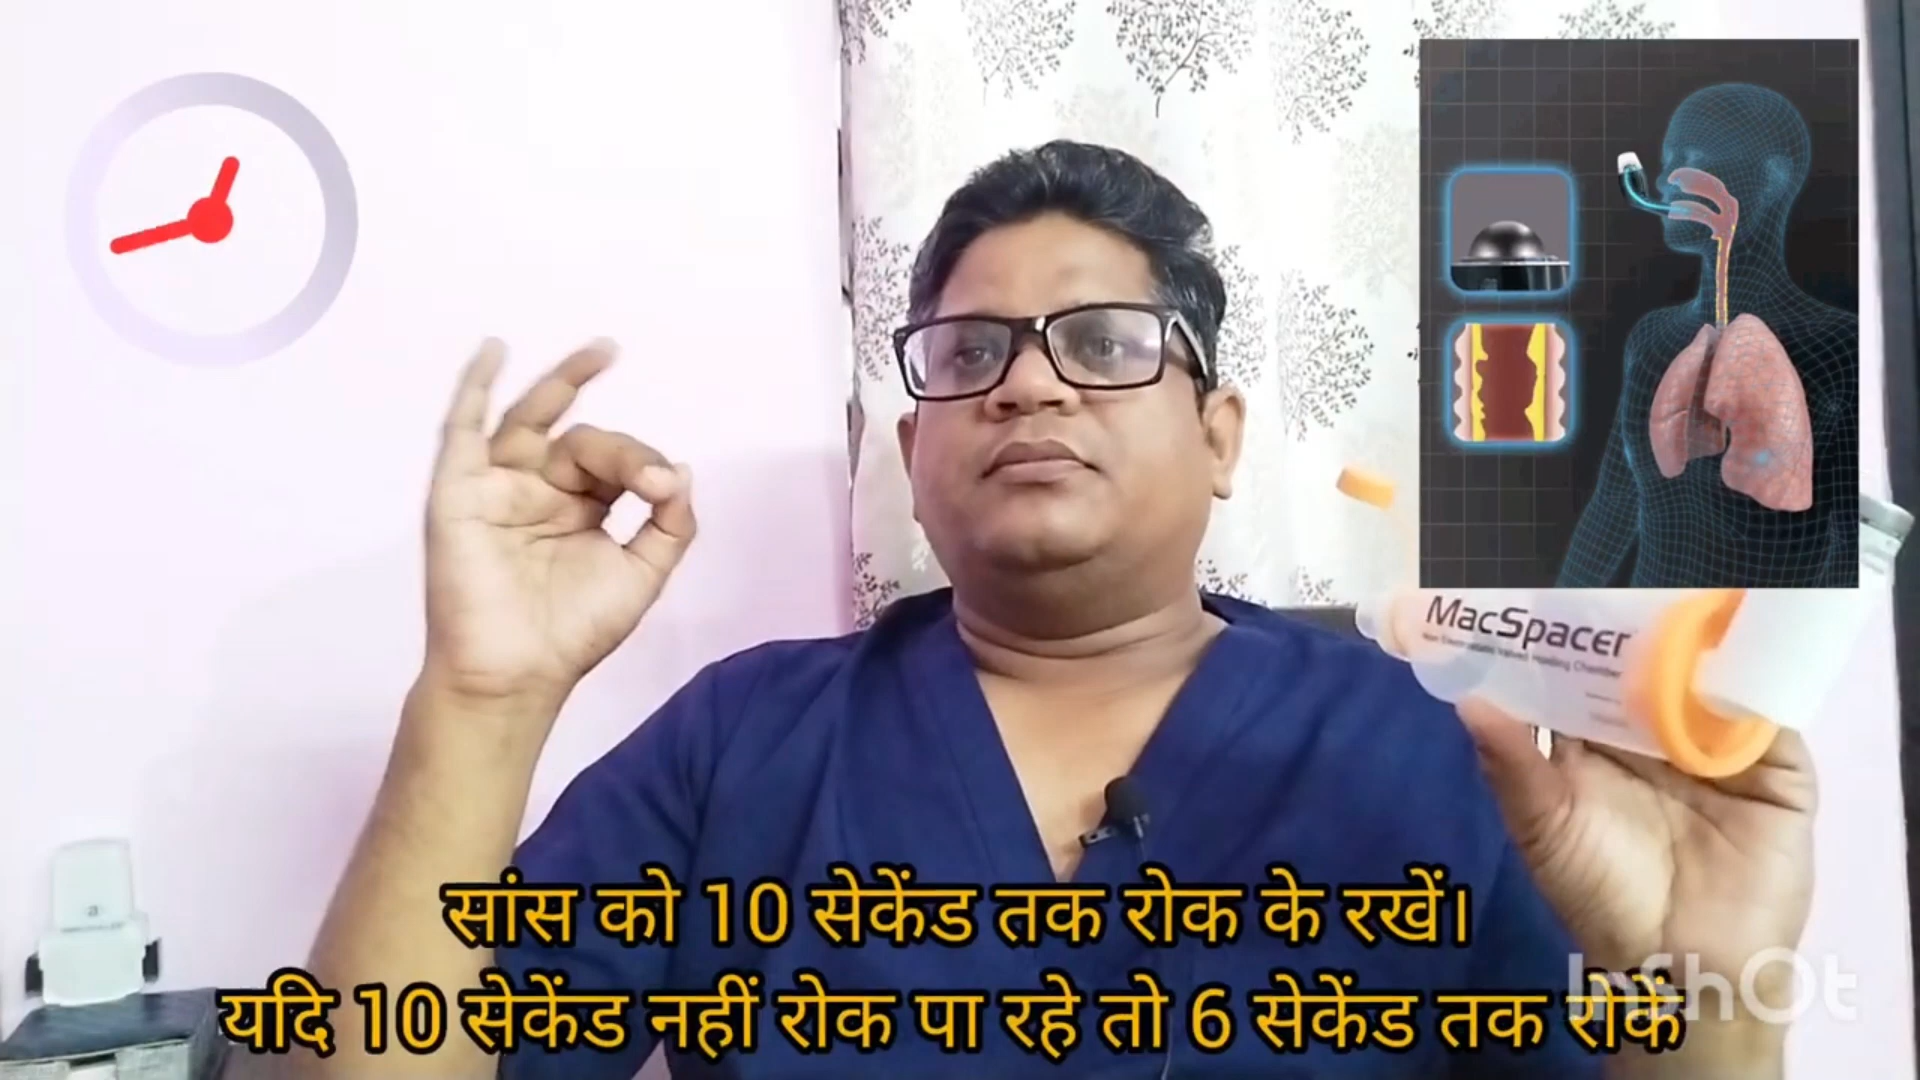 MacSpacer
सांस को 10 सेकेंड तक रोक के रखें।
यदि 10 सेकेंड नहीं रोक पा रहे तो 6 सेकेंड तक रोकें
InShOt